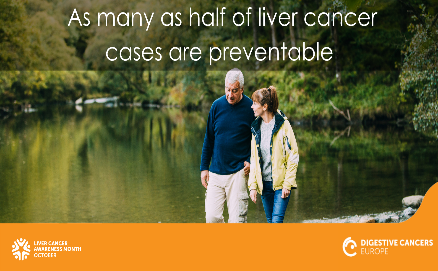 As many as half of liver cancer
cases are preventable
LIVER CANCER
AWARENESS MONTH
OCTOBER
DIGESTIVE CANCERS
EUROPE